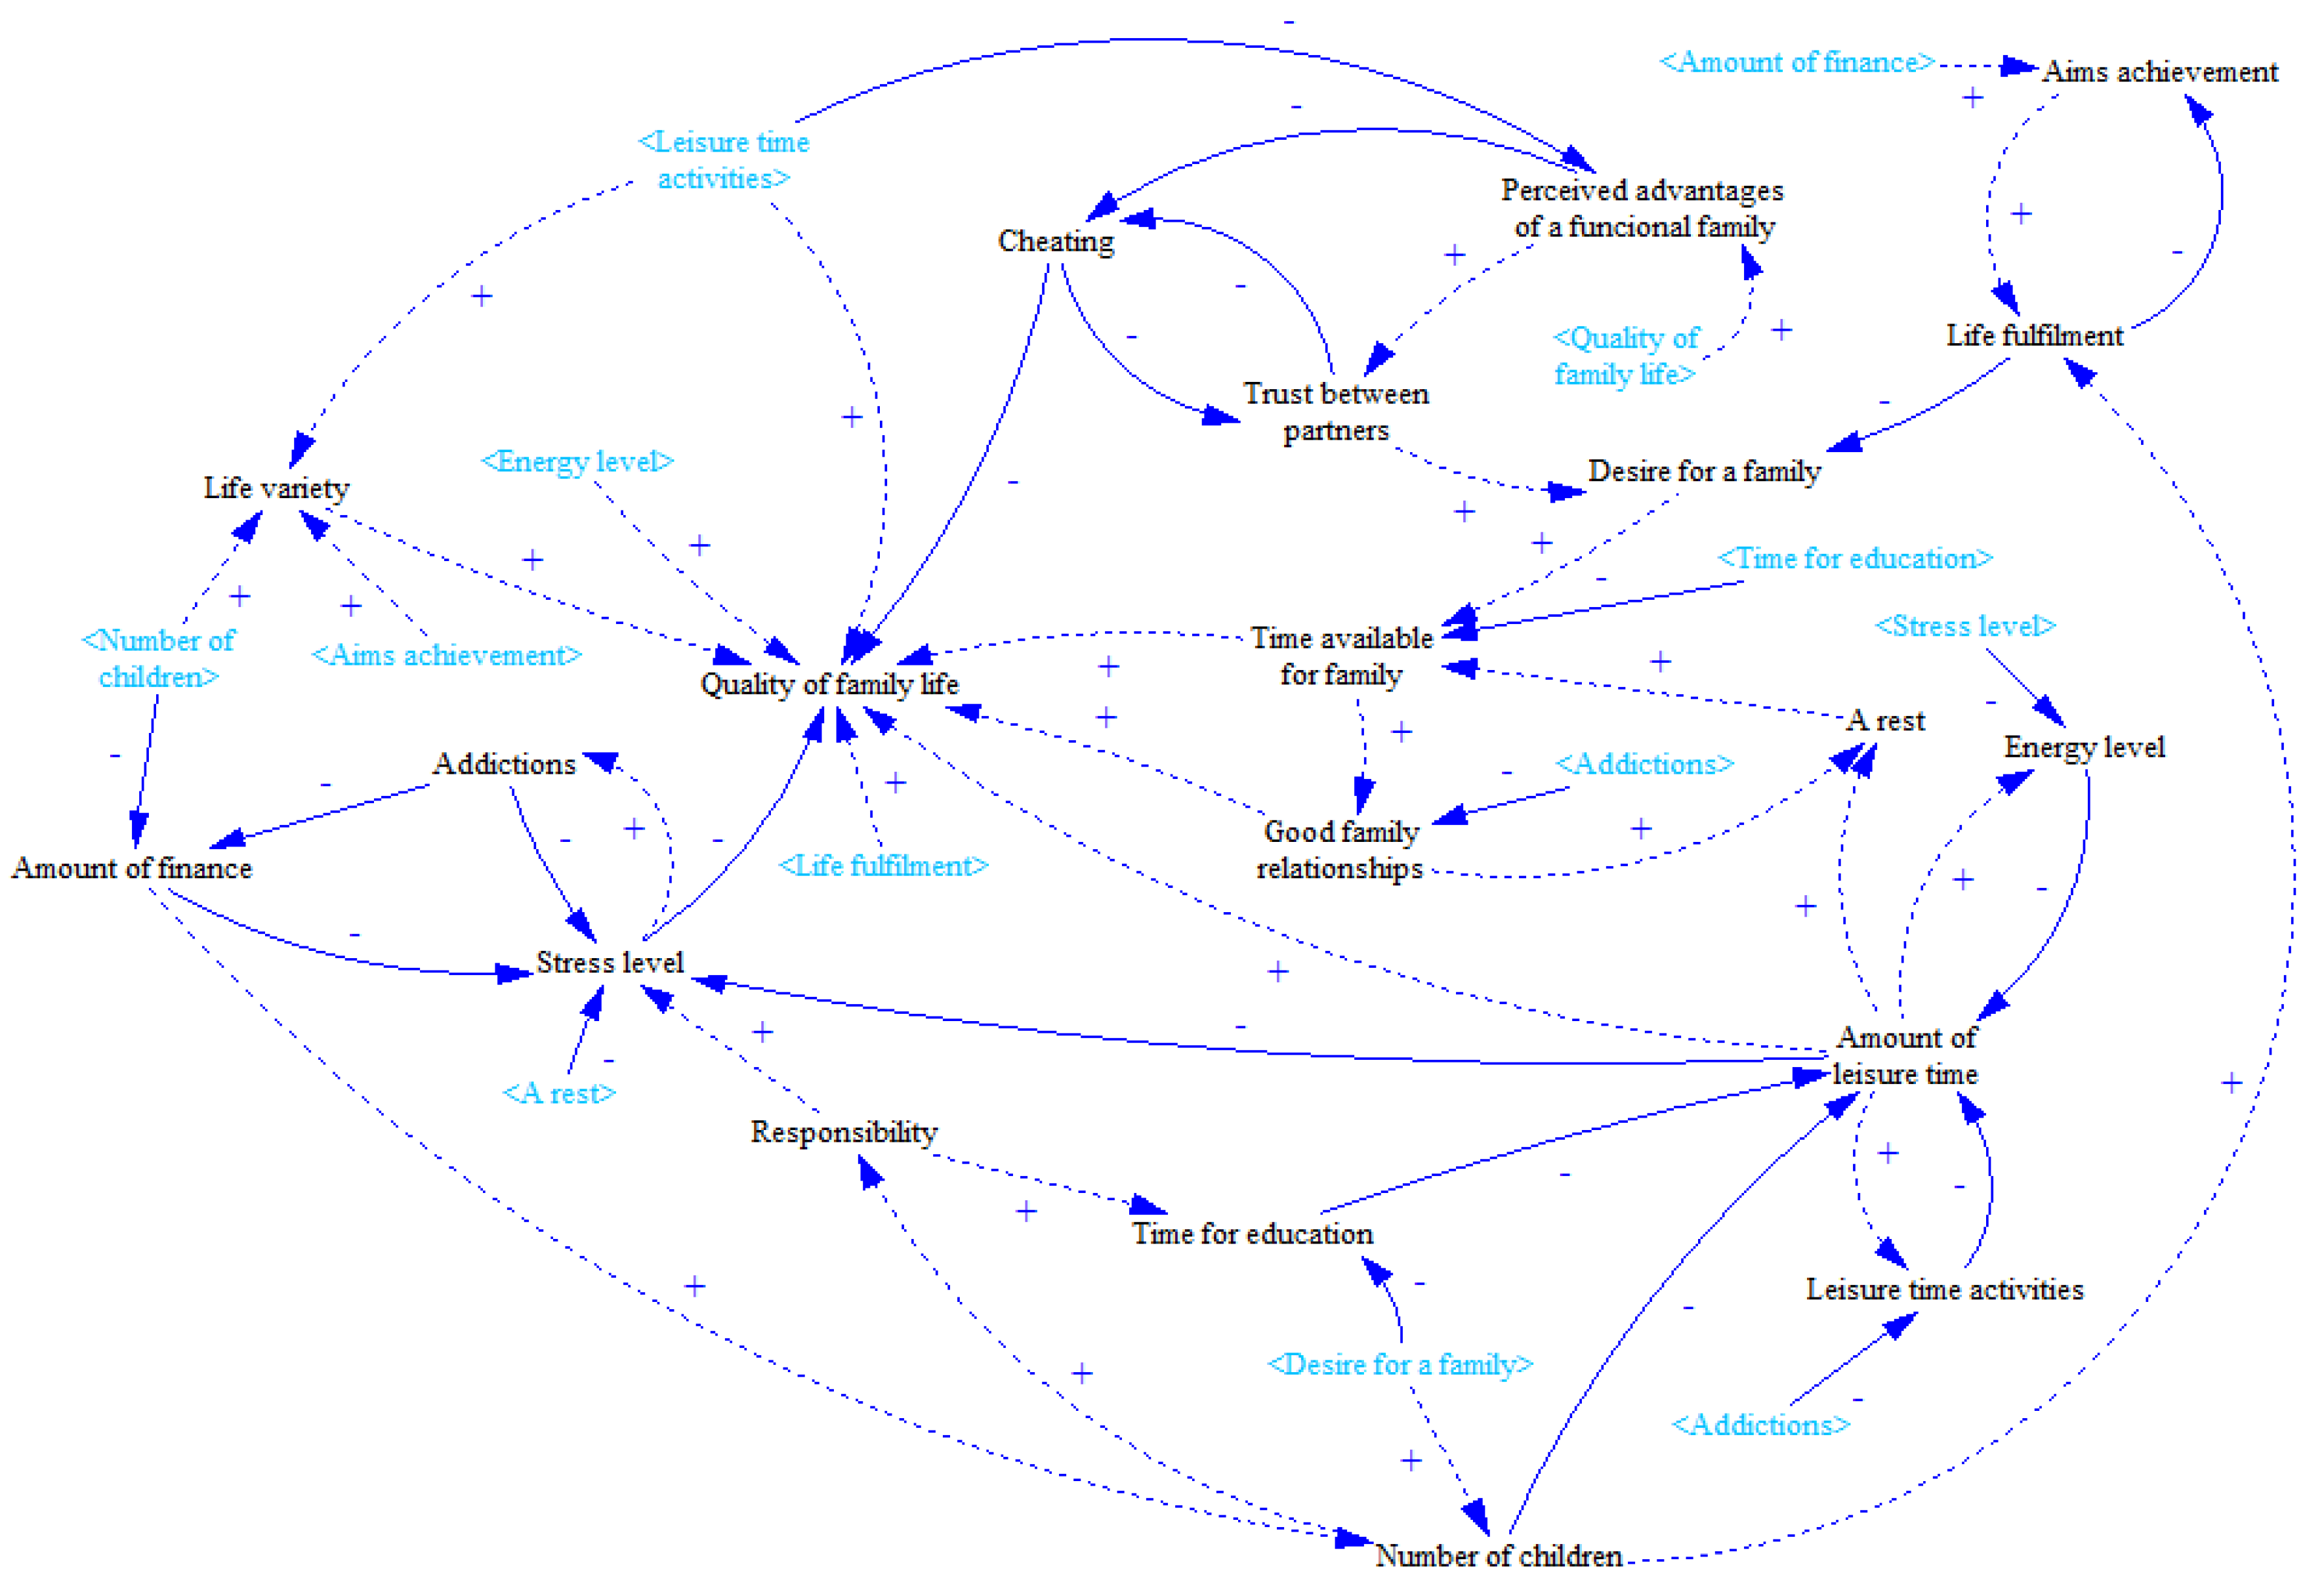 -
<Amount of finance>
Aims achievement
+
-
<Leisure time
activities>
Perceived advantages
of a funcional family
+
Cheating
+
-
-
+
-
<Quality of
family life>
+
Life fulfilment
Trust between
partners
-
+
<Energy level>
-
Desire for a family
Life variety
+
+
+
+
<Time for education>
-
+
+
<Number of
children>
<Aims achievement>
Time available
for family
<Stress level>
+
+
Quality of family life
-
+
A rest
+
Energy level
-
Addictions
-
+
<Addictions>
-
-
+
-
+
Good family
relationships
Amount of finance
<Life fulfilment>
+
-
+
-
Stress level
+
-
+
-
Amount of
leisure time
<A rest>
+
Responsibility
+
-
-
+
Time for education
-
+
Leisure time activities
-
<Desire for a family>
+
-
<Addictions>
+
Number of children